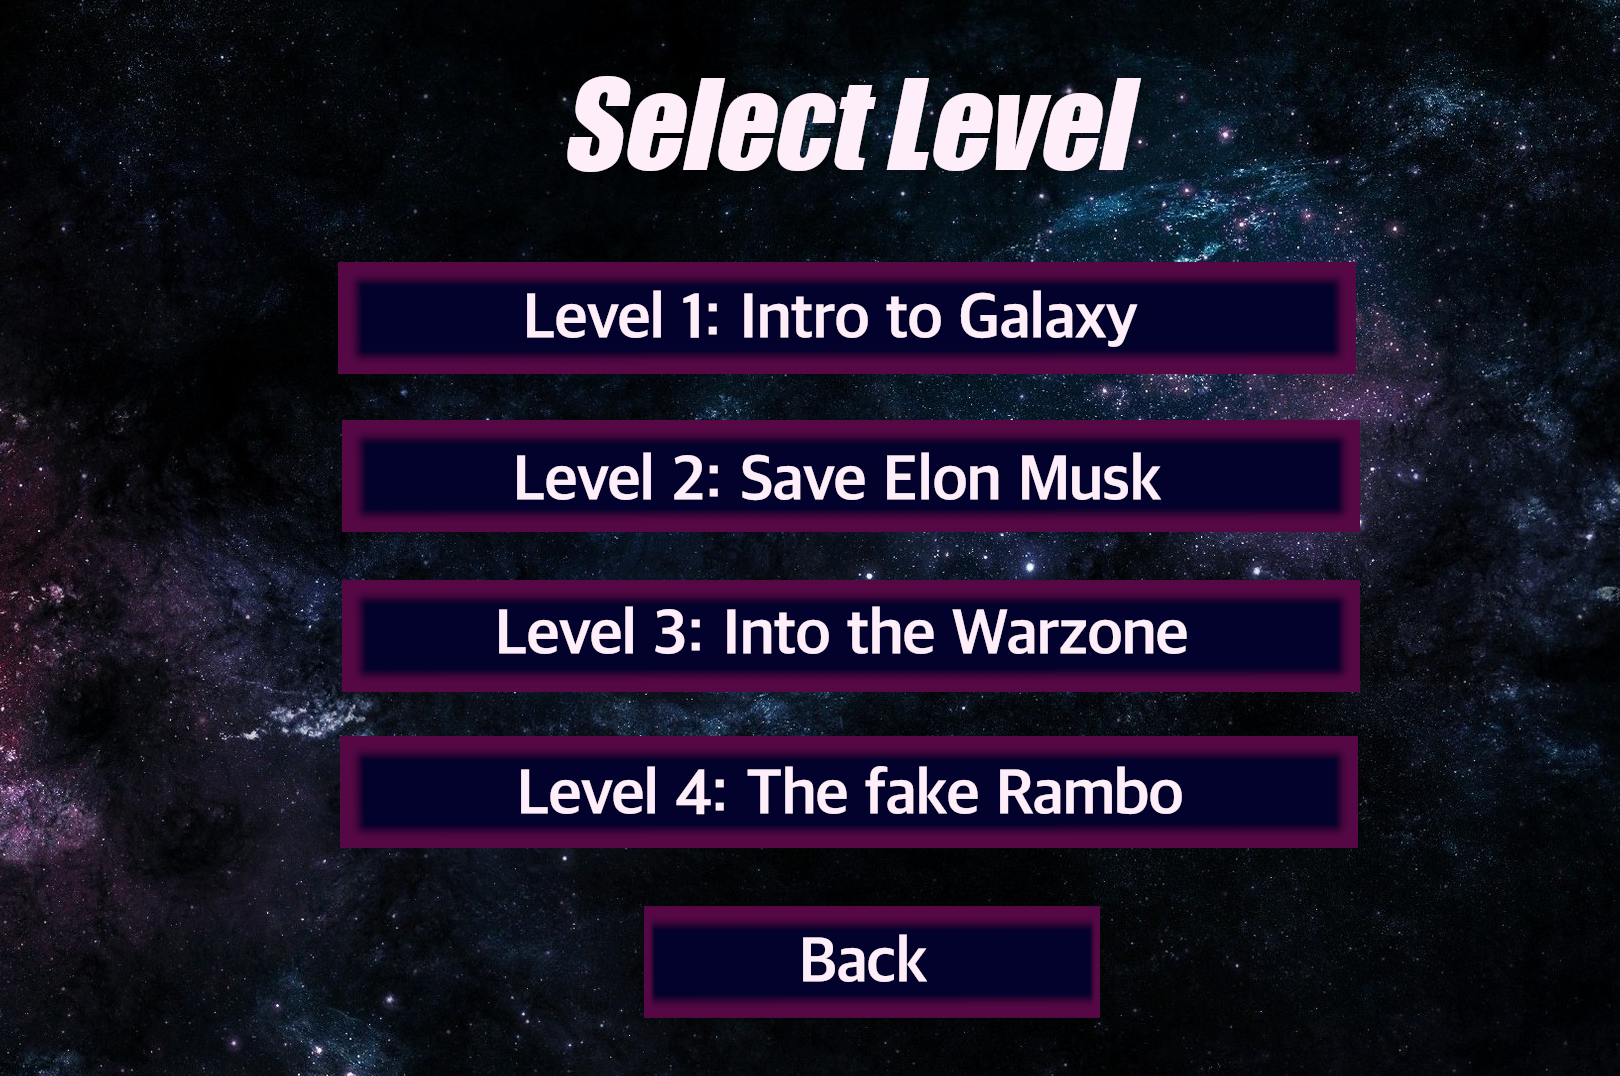 Select Level
Level 1: Intro to Galaxy
Level 2: Save Elon Musk
Level 3: Into the Warzone
Level 4: The fake Rambo
Back